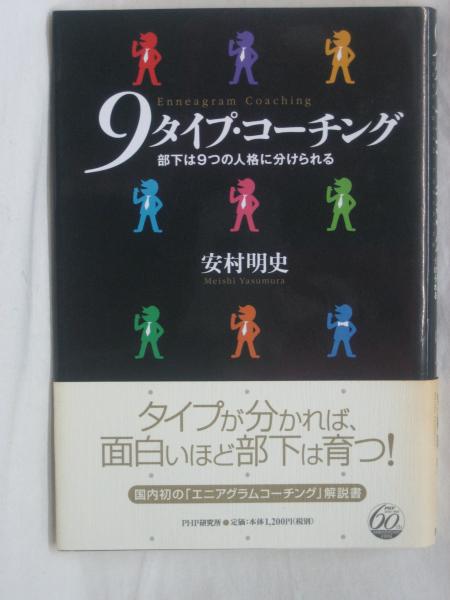 Enneagram Coaching
9タイプ・コーチング
部下は9つの人格に分けられる
安村明史
Meishi Yasumura
タイプが分かれば、
面白いほど部下は育つ!
国内初の「エニアグラムコーチング」解説書
PHP研究所●定価:本体1,200円(税別)
PHP
60